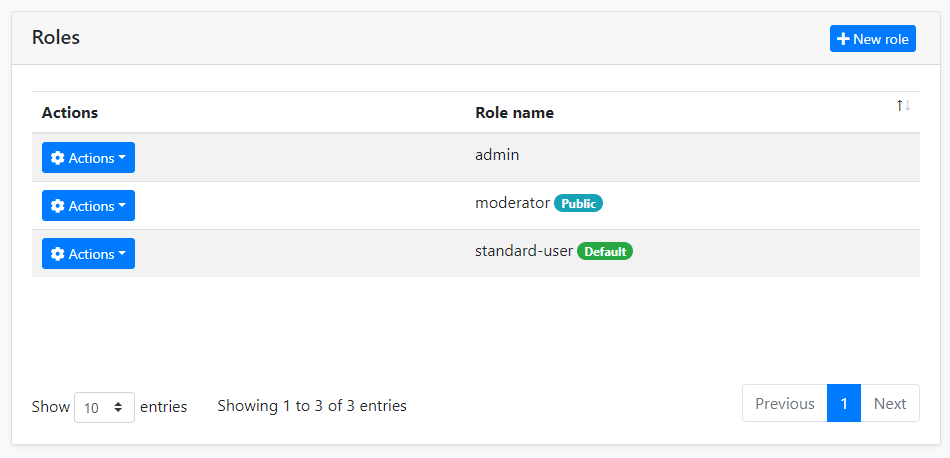 Roles
New role
Actions Role name
Actions admin
Actions moderator Public
Actions standard-user Default
Show 10 entries Showing 1 to 3 of 3 entries Previous 1 Next